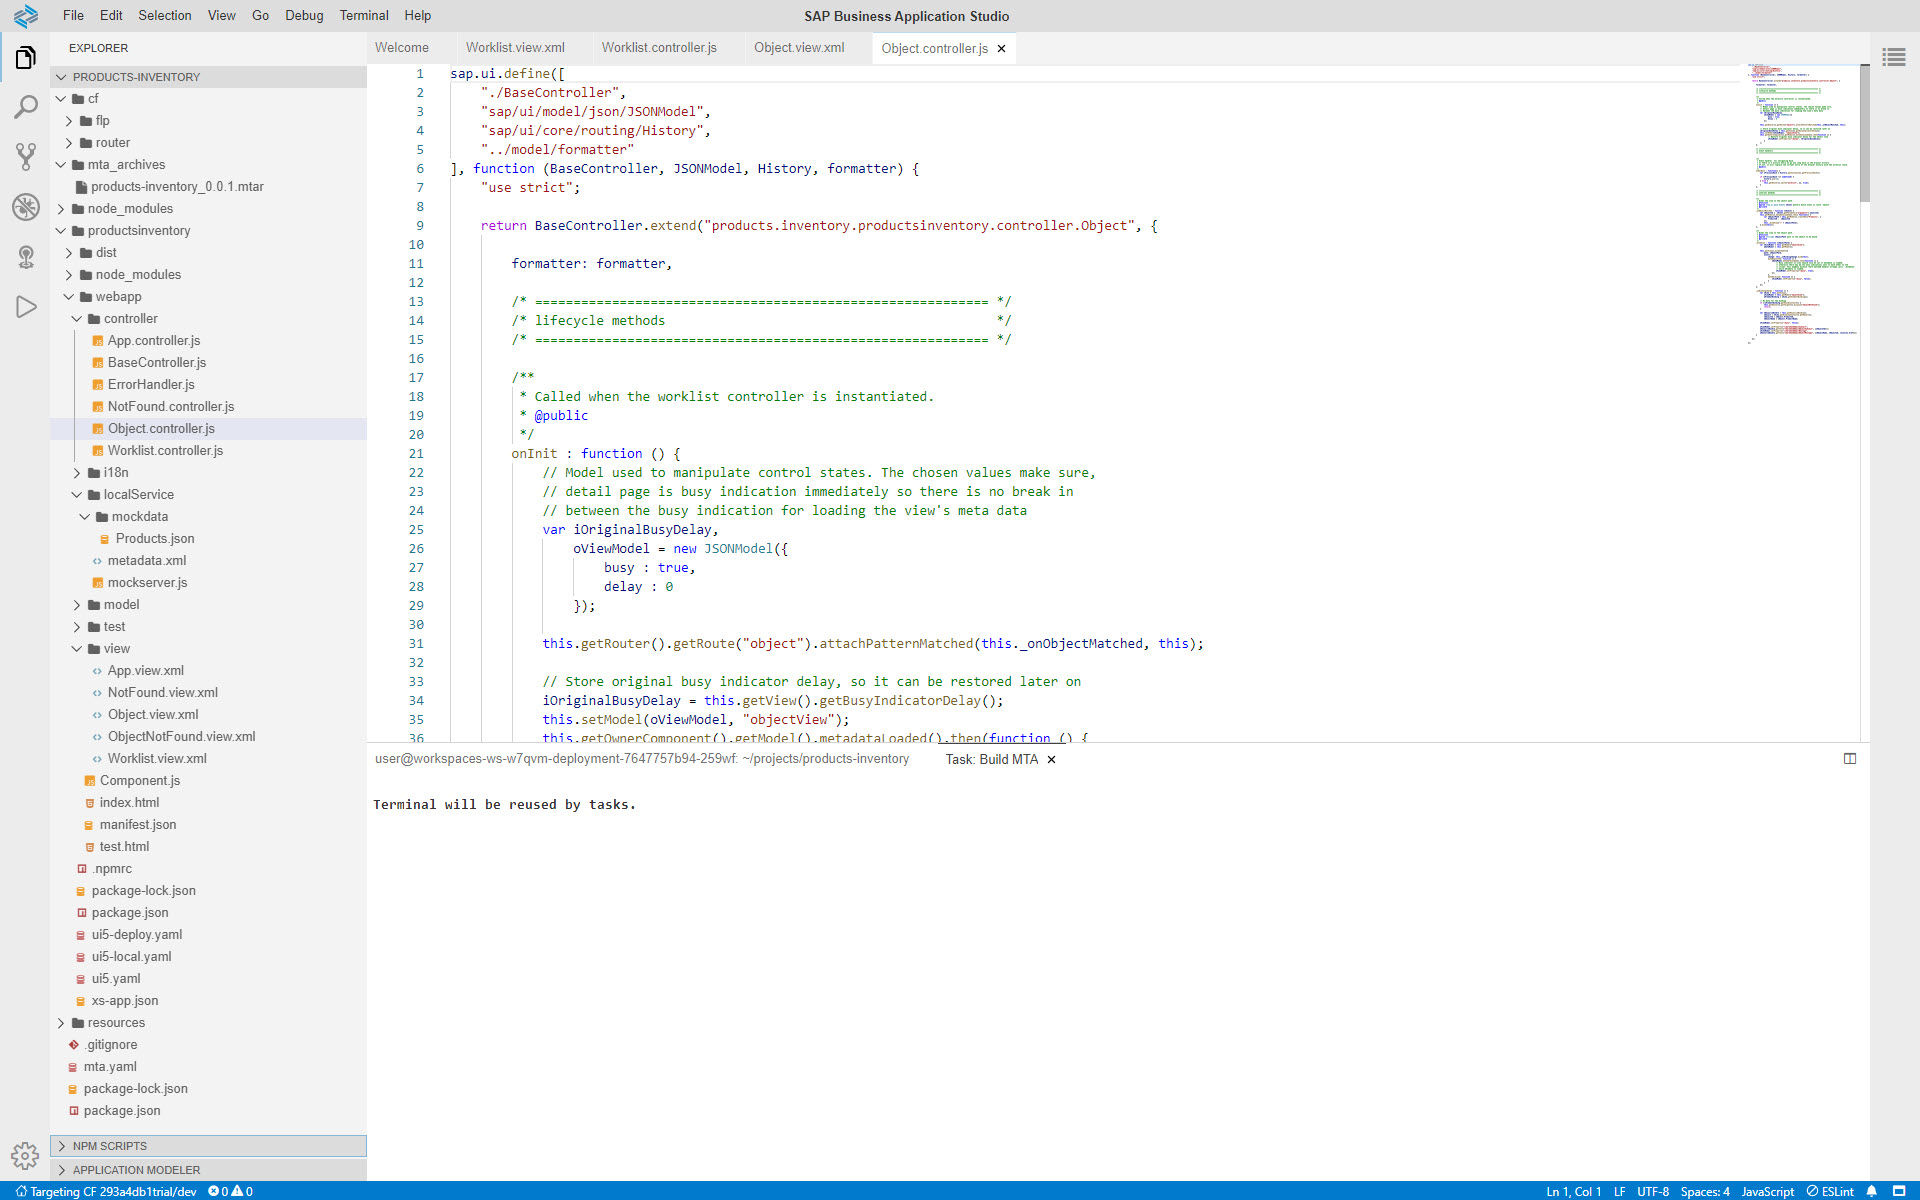 File Edit Selection View Go Debug Terminal Help
SAP Business Application Studio
EXPLORER
PRODUCTS-INVENTORY
cf
flp
router
mta_archives
products-inventory_0.0.1.mtar
node_modules
productsinventory
dist
node_modules
webapp
controller
App.controller.js
BaseController.js
ErrorHandler.js
NotFound.controller.js
Object.controller.js
Worklist.controller.js
i18n
localService
mockdata
Products.json
metadata.xml
mockserver.js
model
test
view
App.view.xml
NotFound.view.xml
Object.view.xml
ObjectNotFound.view.xml
Worklist.view.xml
Component.js
index.html
manifest.json
test.html
.npmrc
package-lock.json
package.json
ui5-deploy.yaml
ui5-local.yaml
ui5.yaml
xs-app.json
resources
.gitignore
mta.yaml
package-lock.json
package.json
NPM SCRIPTS
APPLICATION MODELER
Welcome Worklist.view.xml Worklist.controller.js Object.view.xml Object.controller.js ×
1 sap.ui.define([
2 "./BaseController",
3 "sap/ui/model/json/JSONModel",
4 "sap/ui/core/routing/History",
5 "../model/formatter"
6 ], function (BaseController, JSONModel, History, formatter) {
7 "use strict";
8
9 return BaseController.extend("products.inventory.productsinventory.controller.Object", {
10
11 formatter: formatter,
12
13 /* =========================================================== */
14 /* lifecycle methods */
15 /* =========================================================== */
16
17 /**
18 * Called when the worklist controller is instantiated.
19 * @public
20 */
21 onInit : function () {
22 // Model used to manipulate control states. The chosen values make sure,
23 // detail page is busy indication immediately so there is no break in
24 // between the busy indication for loading the view's meta data
25 var iOriginalBusyDelay,
26 oViewModel = new JSONModel({
27 busy : true,
28 delay : 0
29 });
30
31 this.getRouter().getRoute("object").attachPatternMatched(this._onObjectMatched, this);
32
33 // Store original busy indicator delay, so it can be restored later on
34 iOriginalBusyDelay = this.getView().getBusyIndicatorDelay();
35 this.setModel(oViewModel, "objectView");
36 this.getOwnerComponent().getModel().metadataLoaded().then(function () {
user@workspaces-ws-w7qvm-deployment-7647757b94-259wf: ~/projects/products-inventory Task: Build MTA ×
Terminal will be reused by tasks.
Targeting CF 293a4db1trial/dev 0 0 Ln 1, Col 1 LF UTF-8 Spaces: 4 JavaScript ESLint